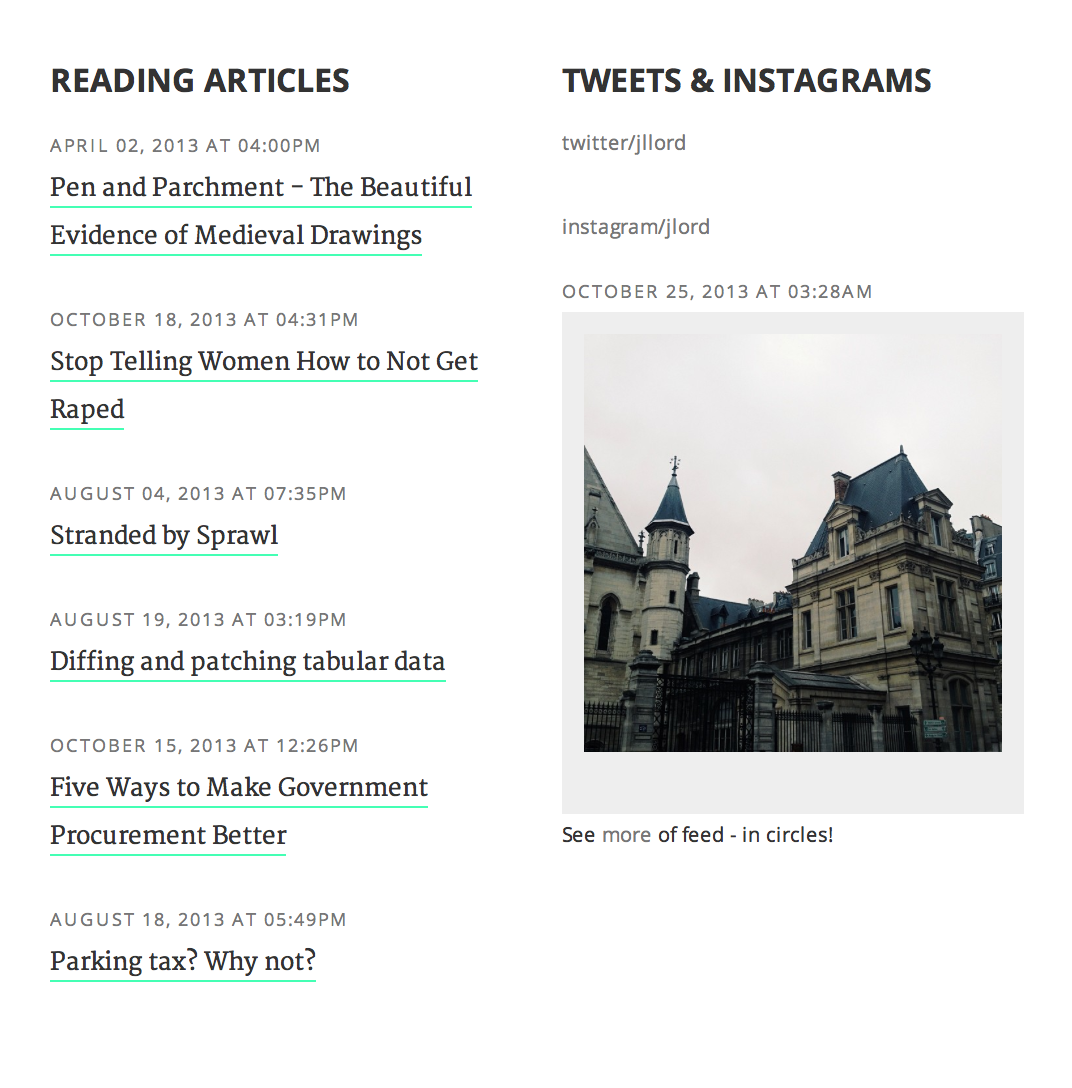 READING ARTICLES
APRIL 02, 2013 AT 04:00PM
Pen and Parchment – The Beautiful
Evidence of Medieval Drawings
OCTOBER 18, 2013 AT 04:31PM
Stop Telling Women How to Not Get
Raped
AUGUST 04, 2013 AT 07:35PM
Stranded by Sprawl
AUGUST 19, 2013 AT 03:19PM
Diffing and patching tabular data
OCTOBER 15, 2013 AT 12:26PM
Five Ways to Make Government
Procurement Better
AUGUST 18, 2013 AT 05:49PM
Parking tax? Why not?
TWEETS & INSTAGRAMS
twitter/jllord
instagram/jlord
OCTOBER 25, 2013 AT 03:28AM
See more of feed - in circles!